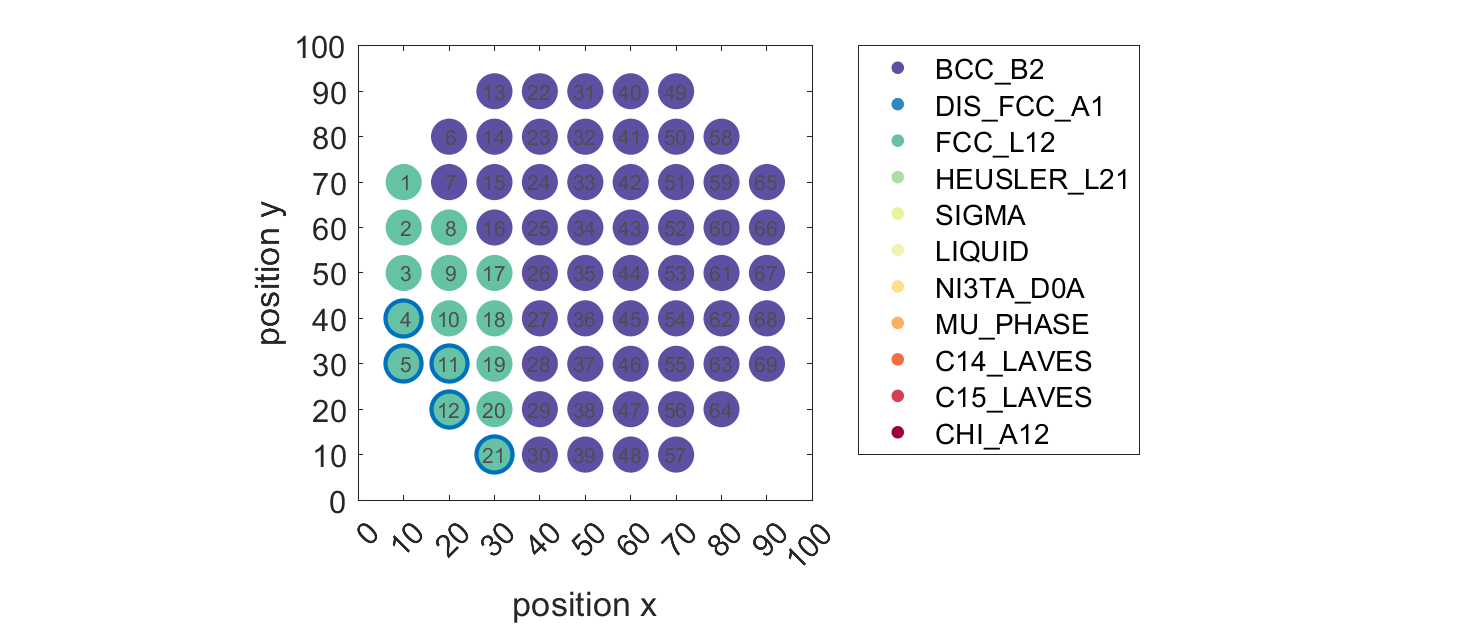 100
90
80
70
60
50
40
30
20
10
0
position y
13 22 31 40 49
6 14 23 32 41 50 58
1 7 15 24 33 42 51 59 65
2 8 16 25 34 43 52 60 66
3 9 17 26 35 44 53 61 67
4 10 18 27 36 45 54 62 68
5 11 19 28 37 46 55 63 69
12 20 29 38 47 56 64
21 30 39 48 57
0 10 20 30 40 50 60 70 80 90 100
position x
BCC_B2
DIS_FCC_A1
FCC_L12
HEUSLER_L21
SIGMA
LIQUID
NI3TA_D0A
MU_PHASE
C14_LAVES
C15_LAVES
CHI_A12